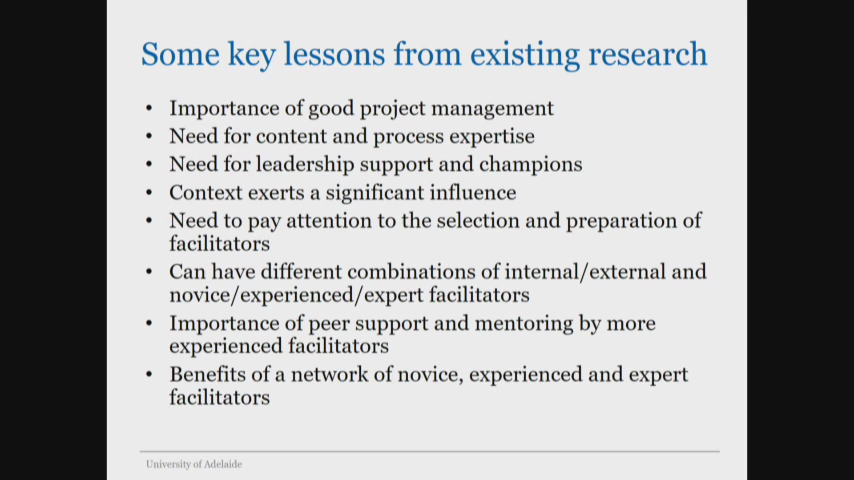 Some key lessons from existing research
• Importance of good project management
• Need for content and process expertise
• Need for leadership support and champions
• Context exerts a significant influence
• Need to pay attention to the selection and preparation of
facilitators
• Can have different combinations of internal/external and
novice/experienced/expert facilitators
• Importance of peer support and mentoring by more
experienced facilitators
• Benefits of a network of novice, experienced and expert
facilitators
University of Adelaide